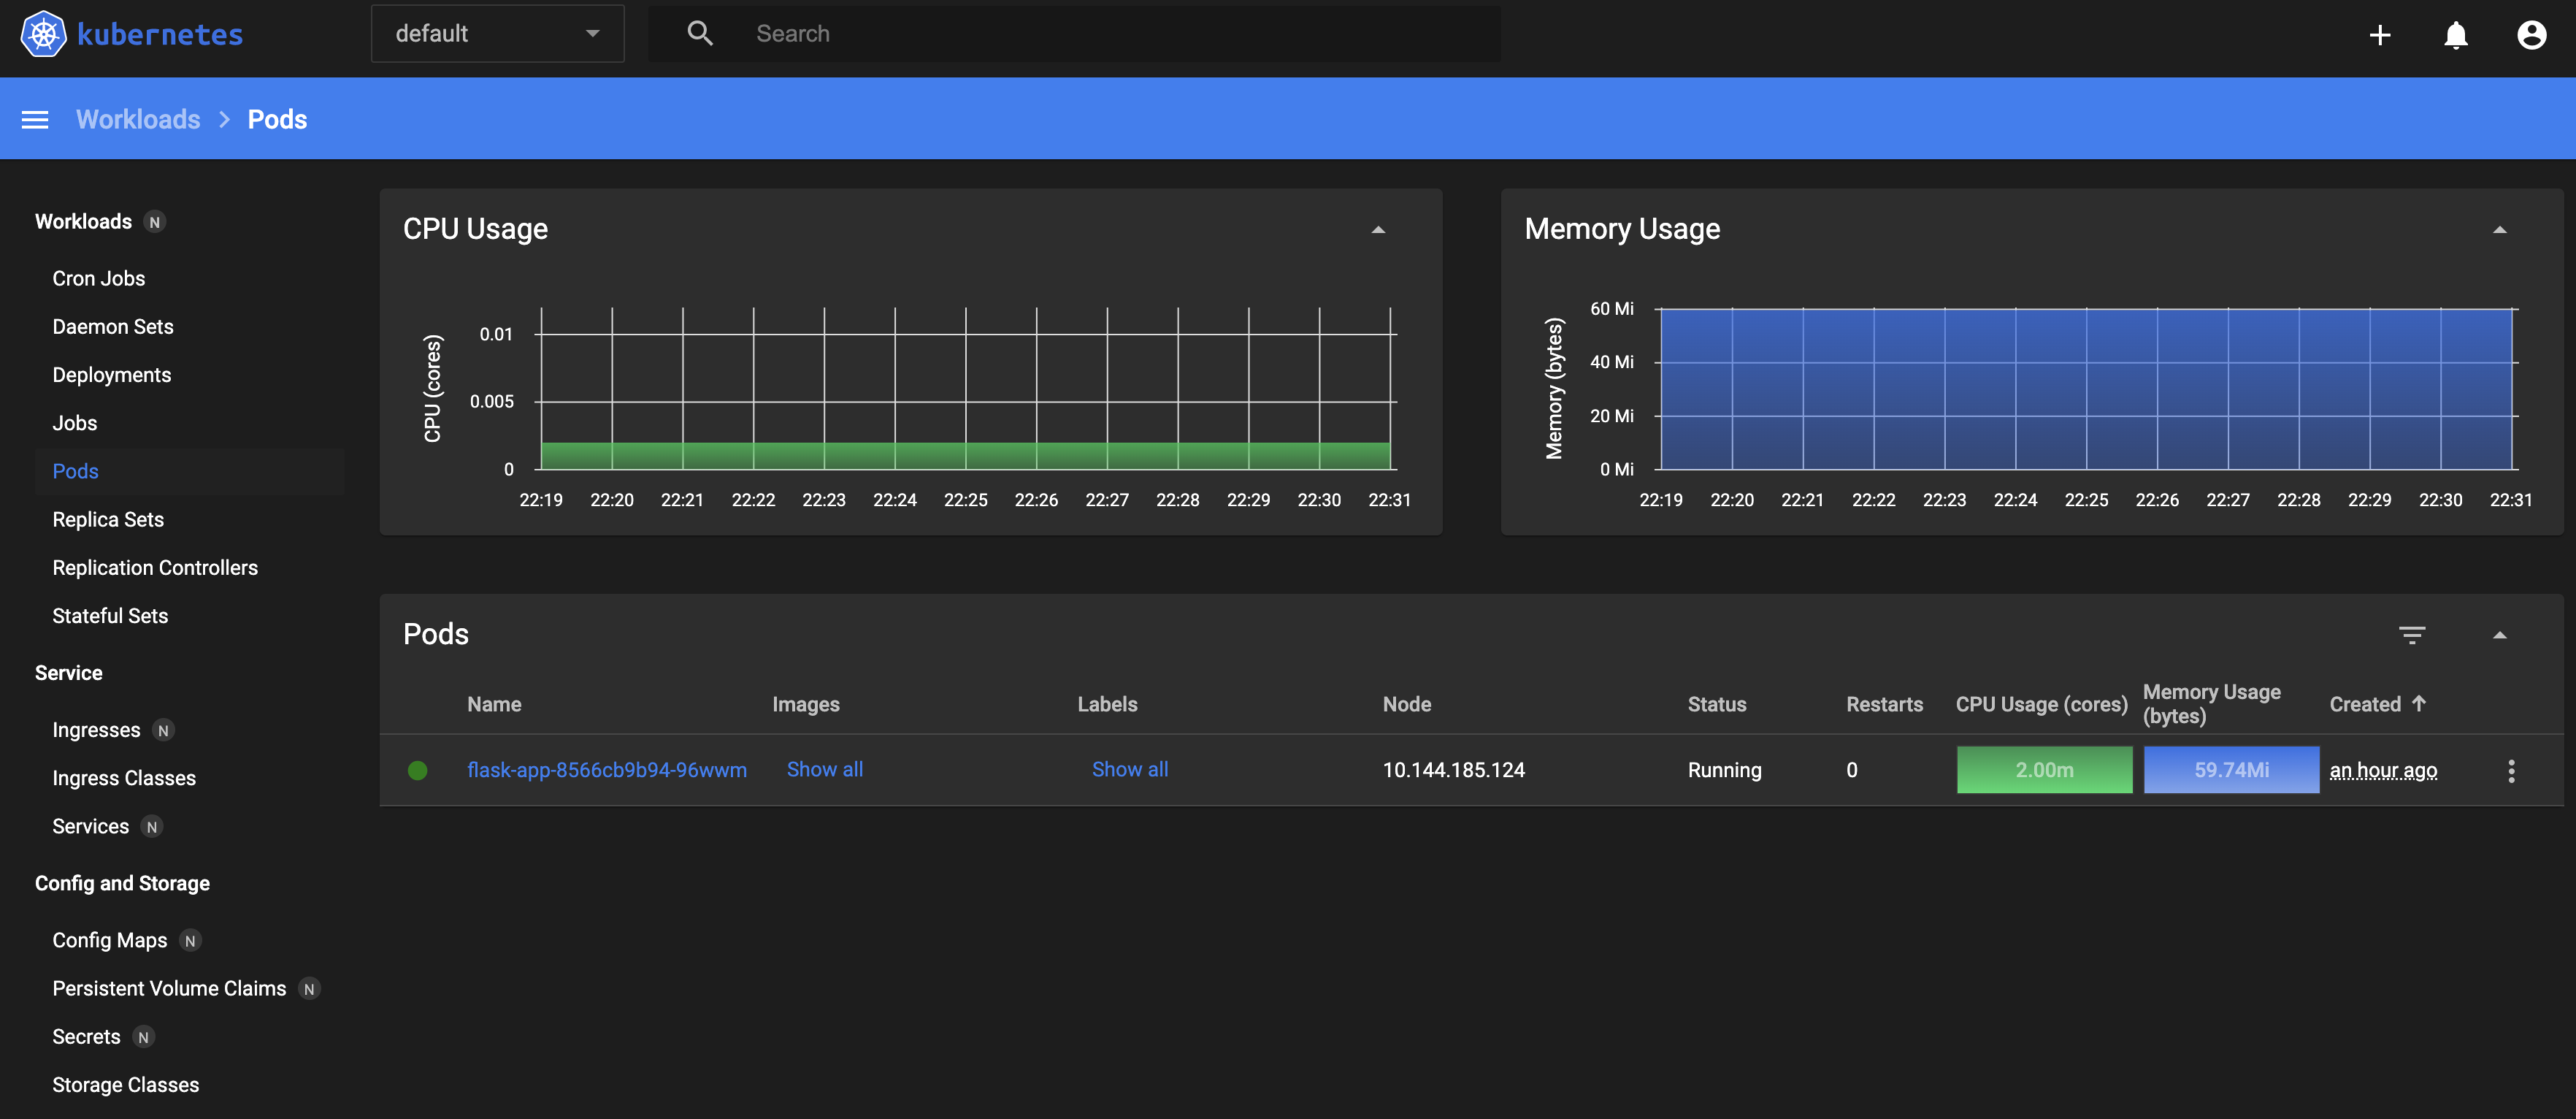 kubernetes
default
Search
Workloads
Pods
Workloads N
Cron Jobs
Daemon Sets
Deployments
Jobs
Pods
Replica Sets
Replication Controllers
Stateful Sets
Service
Ingresses N
Ingress Classes
Services N
Config and Storage
Config Maps N
Persistent Volume Claims N
Secrets N
Storage Classes
CPU Usage
CPU (cores)
0.01
0.005
0
22:19 22:20 22:21 22:22 22:23 22:24 22:25 22:26 22:27 22:28 22:29 22:30 22:31
Memory Usage
Memory (bytes)
60 Mi
40 Mi
20 Mi
0 Mi
22:19 22:20 22:21 22:22 22:23 22:24 22:25 22:26 22:27 22:28 22:29 22:30 22:31
Pods
Name Images Labels Node Status Restarts CPU Usage (cores) Memory Usage
(bytes) Created
flask-app-8566cb9b94-96wwm Show all Show all 10.144.185.124 Running 0 2.00m 59.74Mi an hour ago